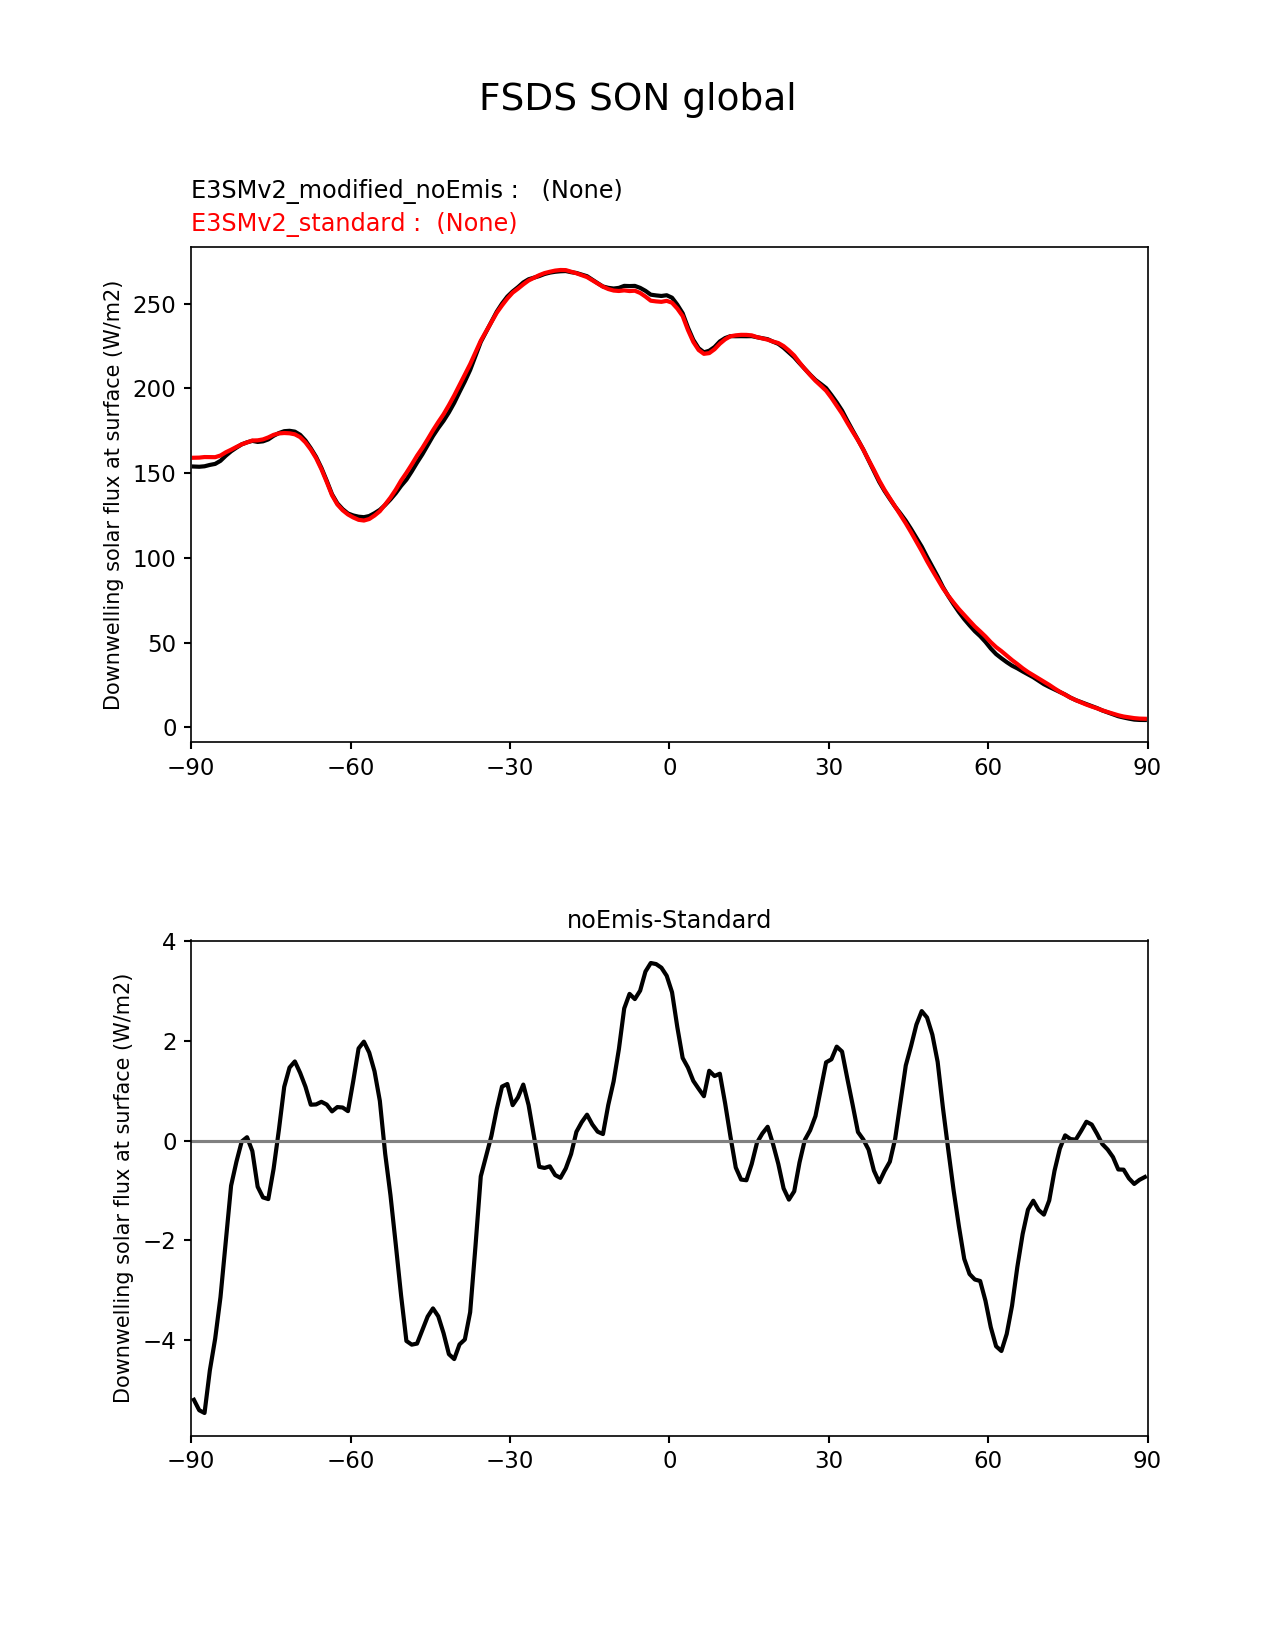 FSDS SON global
E3SMv2_modified_noEmis :   (None)
E3SMv2_standard :  (None)
Downwelling solar flux at surface (W/m2)
250
200
150
100
50
0
−90 −60 −30 0 30 60 90
noEmis-Standard
Downwelling solar flux at surface (W/m2)
4
2
0
−2
−4
−90 −60 −30 0 30 60 90